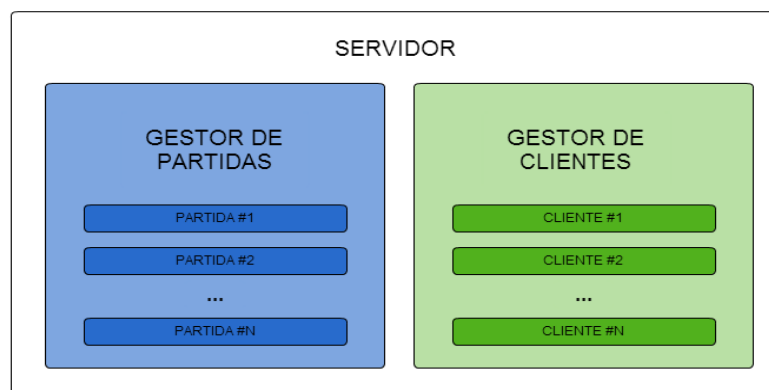 SERVIDOR
GESTOR DE
PARTIDAS
PARTIDA #1
PARTIDA #2
...
PARTIDA #N
GESTOR DE
CLIENTES
CLIENTE #1
CLIENTE #2
...
CLIENTE #N